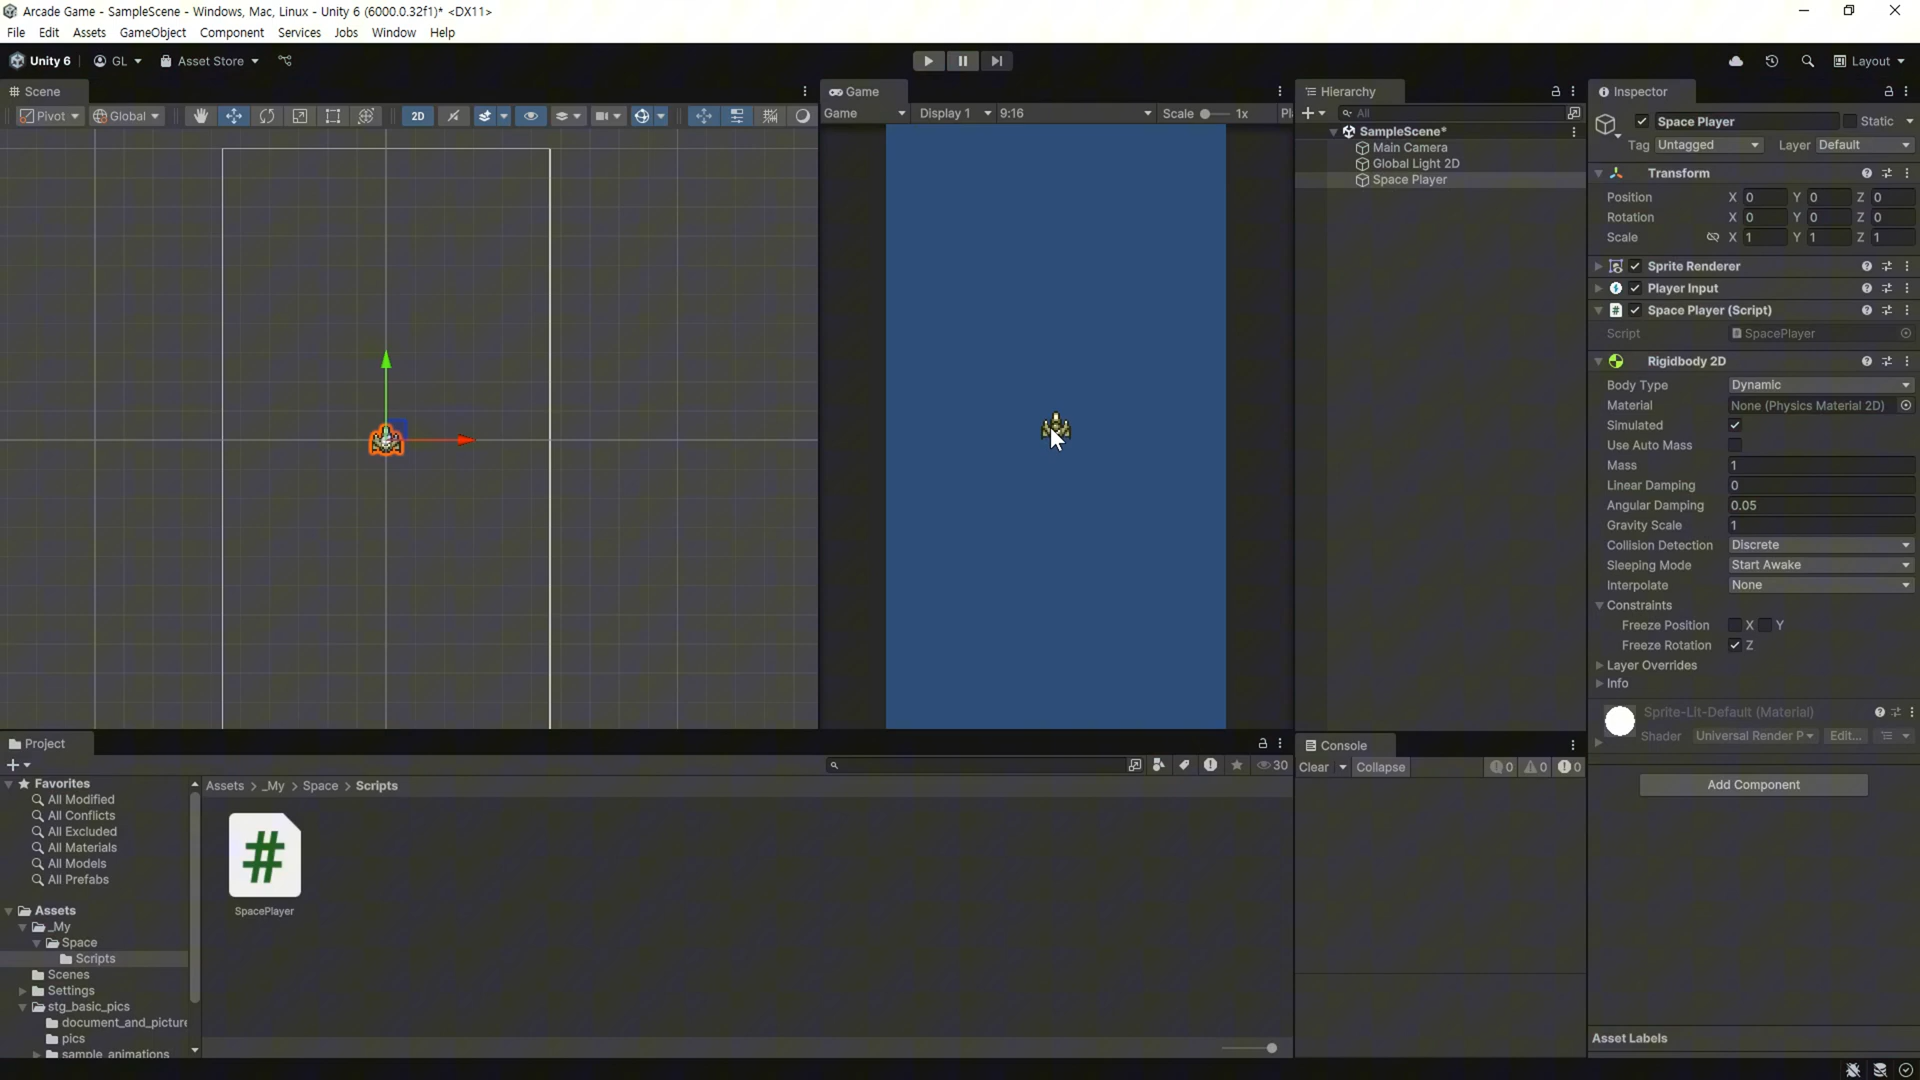 Arcade Game - SampleScene - Windows, Mac, Linux - Unity 6 (6000.0.32f1)* <DX11>
File Edit Assets GameObject Component Services Jobs Window Help
Unity 6 GL Asset Store Layout
Scene
Pivot Global 2D
Game
Game Display 1 9:16 Scale 1x Pl
Hierarchy
All
SampleScene*
Main Camera
Global Light 2D
Space Player
Inspector
Space Player Static
Tag Untagged Layer Default
Transform
Position X 0 Y 0 Z 0
Rotation X 0 Y 0 Z 0
Scale X 1 Y 1 Z 1
Sprite Renderer
Player Input
Space Player (Script)
Script SpacePlayer
Rigidbody 2D
Body Type Dynamic
Material None (Physics Material 2D)
Simulated
Use Auto Mass
Mass 1
Linear Damping 0
Angular Damping 0.05
Gravity Scale 1
Collision Detection Discrete
Sleeping Mode Start Awake
Interpolate None
Constraints
Freeze Position X Y
Freeze Rotation Z
Layer Overrides
Info
Sprite-Lit-Default (Material)
Shader Universal Render P Edit...
Add Component
Asset Labels
Project
30
Favorites
All Modified
All Conflicts
All Excluded
All Materials
All Models
All Prefabs
Assets
_My
Space
Scripts
Scenes
Settings
stg_basic_pics
document_and_picture
pics
sample_animations
Assets > _My > Space > Scripts
#
SpacePlayer
Console
Clear Collapse 0 0 0